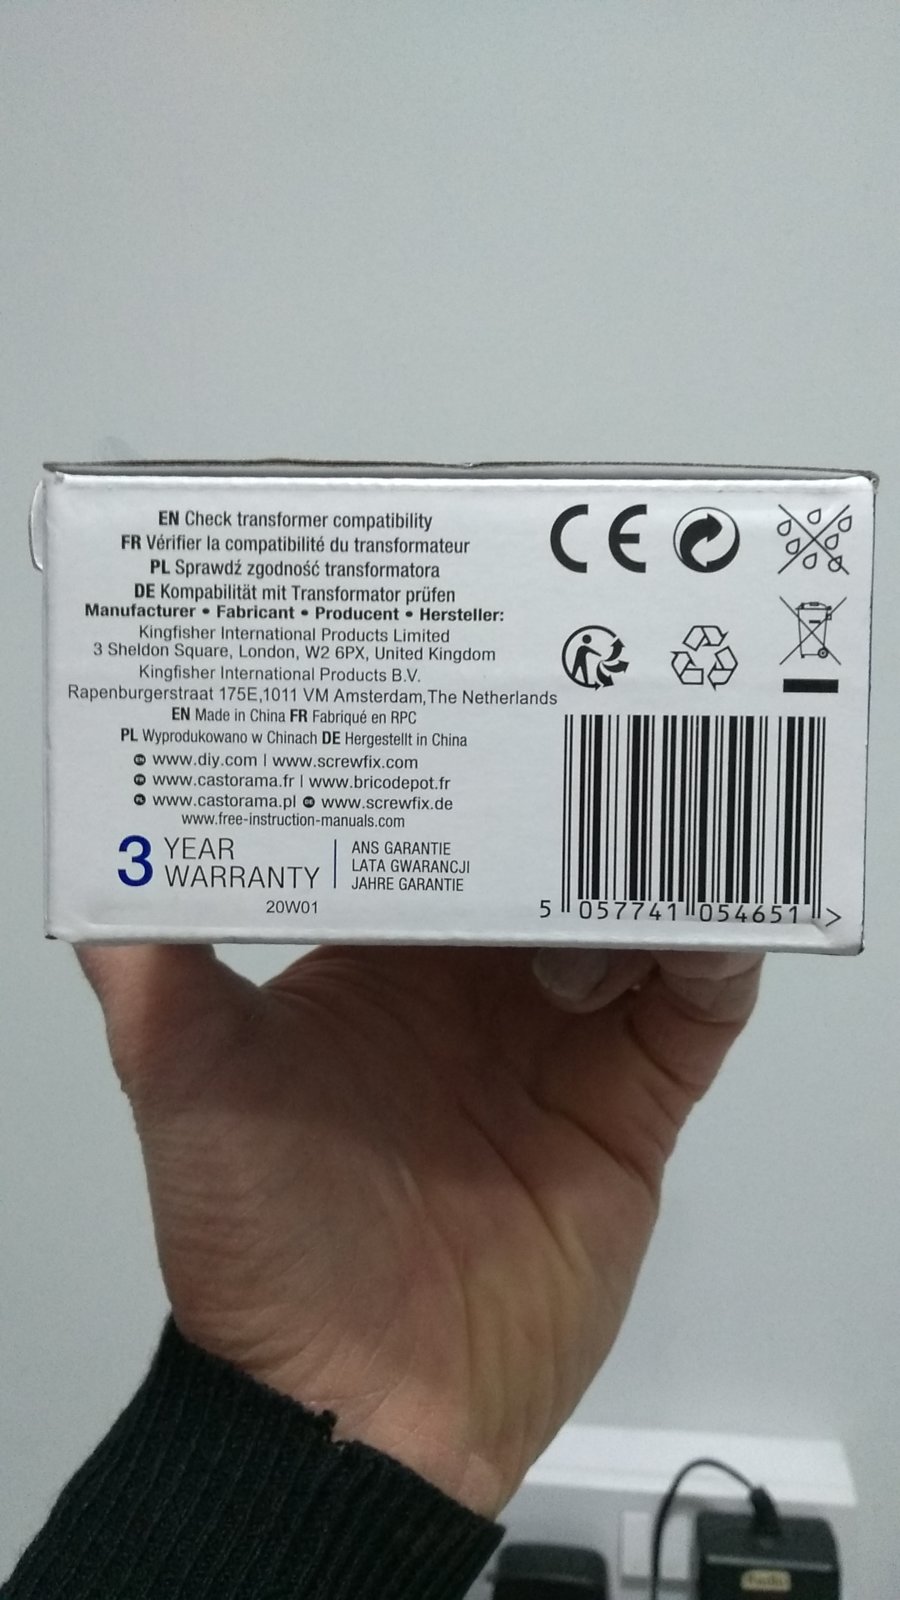 EN Check transformer compatibility
FR Vérifier la compatibilité du transformateur
PL Sprawdź zgodność transformatora
DE Kompabilität mit Transformator prüfen
Manufacturer • Fabricant • Producent • Hersteller:
Kingfisher International Products Limited
3 Sheldon Square, London, W2 6PX, United Kingdom
Kingfisher International Products B.V.
Rapenburgerstraat 175E,1011 VM Amsterdam,The Netherlands
EN Made in China FR Fabriqué en RPC
PL Wyprodukowano w Chinach DE Hergestellt in China
www.diy.com | www.screwfix.com
www.castorama.fr | www.bricodepot.fr
www.castorama.pl www.screwfix.de
www.free-instruction-manuals.com
3 YEAR WARRANTY
ANS GARANTIE
LATA GWARANCJI
JAHRE GARANTIE
20W01
CE
5 057741 054651 >